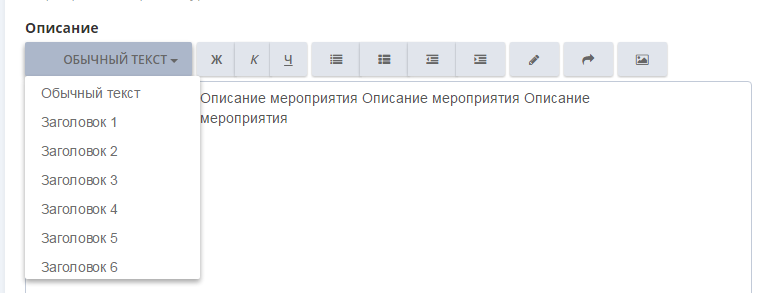 Описание
ОБЫЧНЫЙ ТЕКСТ Ж К Ч
Обычный текст
Заголовок 1
Заголовок 2
Заголовок 3
Заголовок 4
Заголовок 5
Заголовок 6
Описание мероприятия Описание мероприятия Описание
мероприятия